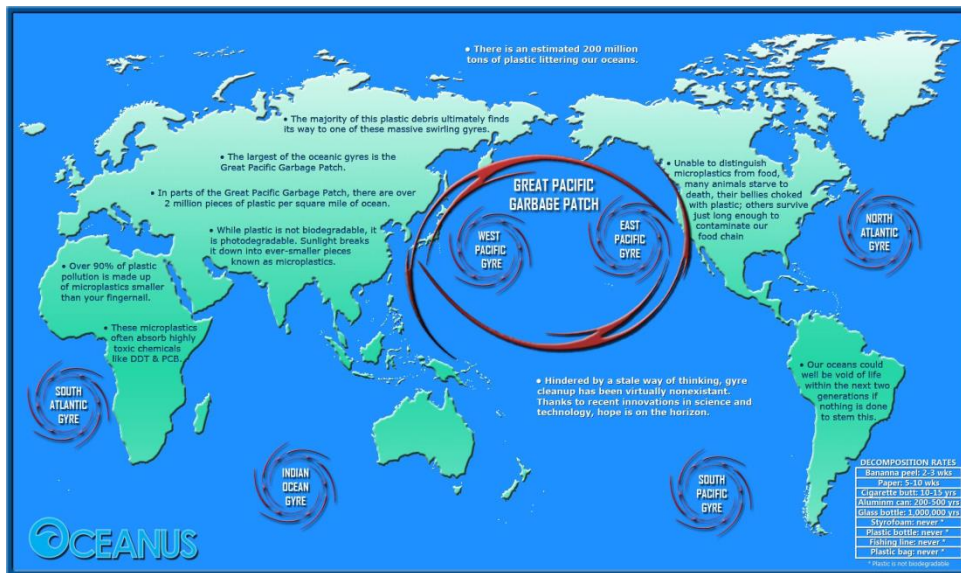 • There is an estimated 200 million
tons of plastic littering our oceans.
• The majority of this plastic debris ultimately finds
its way to one of these massive swirling gyres.
• The largest of the oceanic gyres is the
Great Pacific Garbage Patch.
• In parts of the Great Pacific Garbage Patch, there are over
2 million pieces of plastic per square mile of ocean.
• While plastic is not biodegradable, it
is photodegradable. Sunlight breaks
it down into ever-smaller pieces
known as microplastics.
• Over 90% of plastic
pollution is made up
of microplastics smaller
than your fingernail.
• These microplastics
often absorb highly
toxic chemicals
like DDT & PCB.
GREAT PACIFIC
GARBAGE PATCH
WEST
PACIFIC
GYRE
EAST
PACIFIC
GYRE
• Unable to distinguish
microplastics from food,
many animals starve to
death, their bellies choked
with plastic; others survive
just long enough to
contaminate our
food chain
NORTH
ATLANTIC
GYRE
SOUTH
ATLANTIC
GYRE
• Hindered by a stale way of thinking, gyre
cleanup has been virtually nonexistant.
Thanks to recent innovations in science and
technology, hope is on the horizon.
• Our oceans could
well be void of life
within the next two
generations if
nothing is done
to stem this.
INDIAN
OCEAN
GYRE
SOUTH
PACIFIC
GYRE
DECOMPOSITION RATES
Bananna peel: 2-3 wks
Paper: 5-10 wks
Cigarette butt: 10-15 yrs
Aluminm can: 200-500 yrs
Glass bottle: 1,000,000 yrs
Styrofoam: never *
Plastic bottle: never *
Fishing line: never *
Plastic bag: never *
* Plastic is not biodegradable
OCEANUS